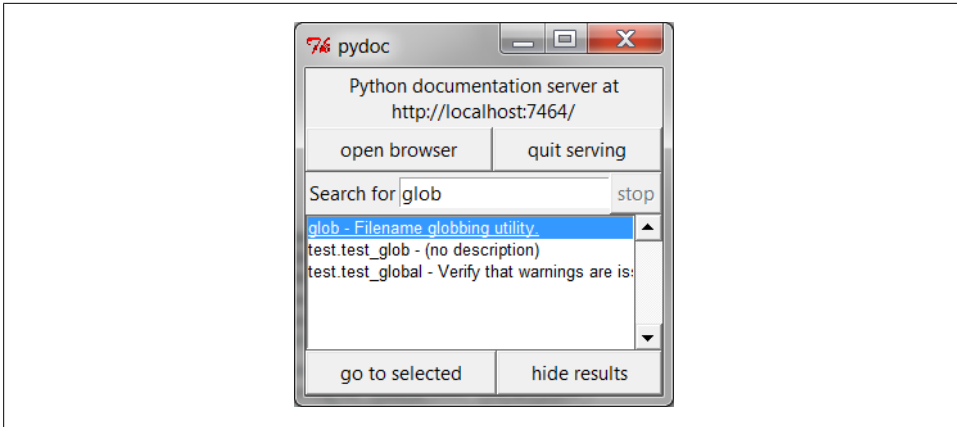 pydoc
Python documentation server at
http://localhost:7464/
open browser quit serving
Search for glob stop
glob - Filename globbing utility.
test.test_glob - (no description)
test.test_global - Verify that warnings are is
go to selected hide results